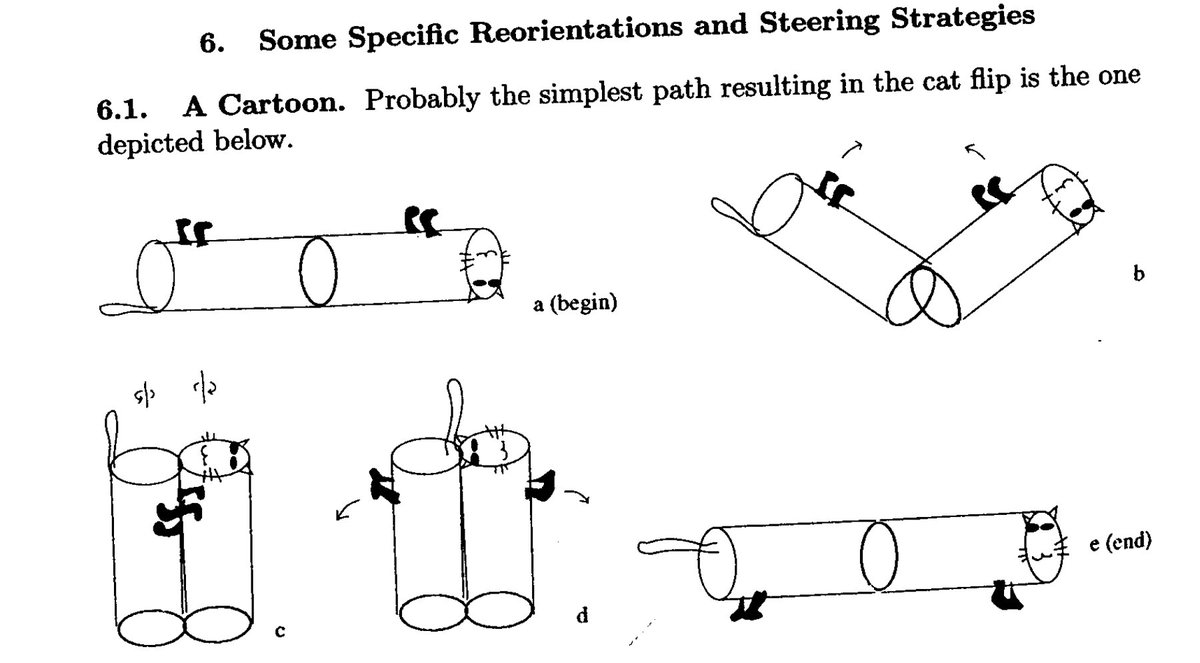 6. Some Specific Reorientations and Steering Strategies
6.1. A Cartoon. Probably the simplest path resulting in the cat flip is the one
depicted below.
a (begin)
b
c
d
e (end)